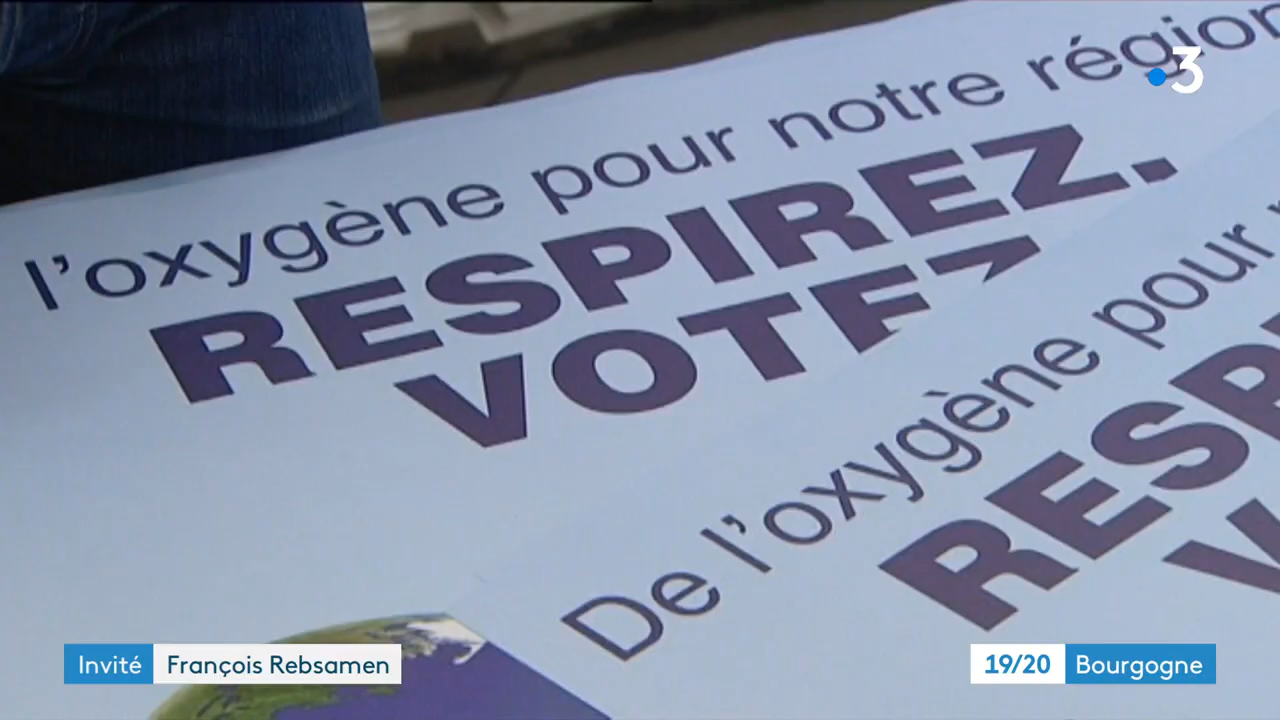 l'oxygène pour notre région
RESPIREZ.
VOTEZ
De l'oxygène pour
RESP
V
3
Invité François Rebsamen
19/20 Bourgogne